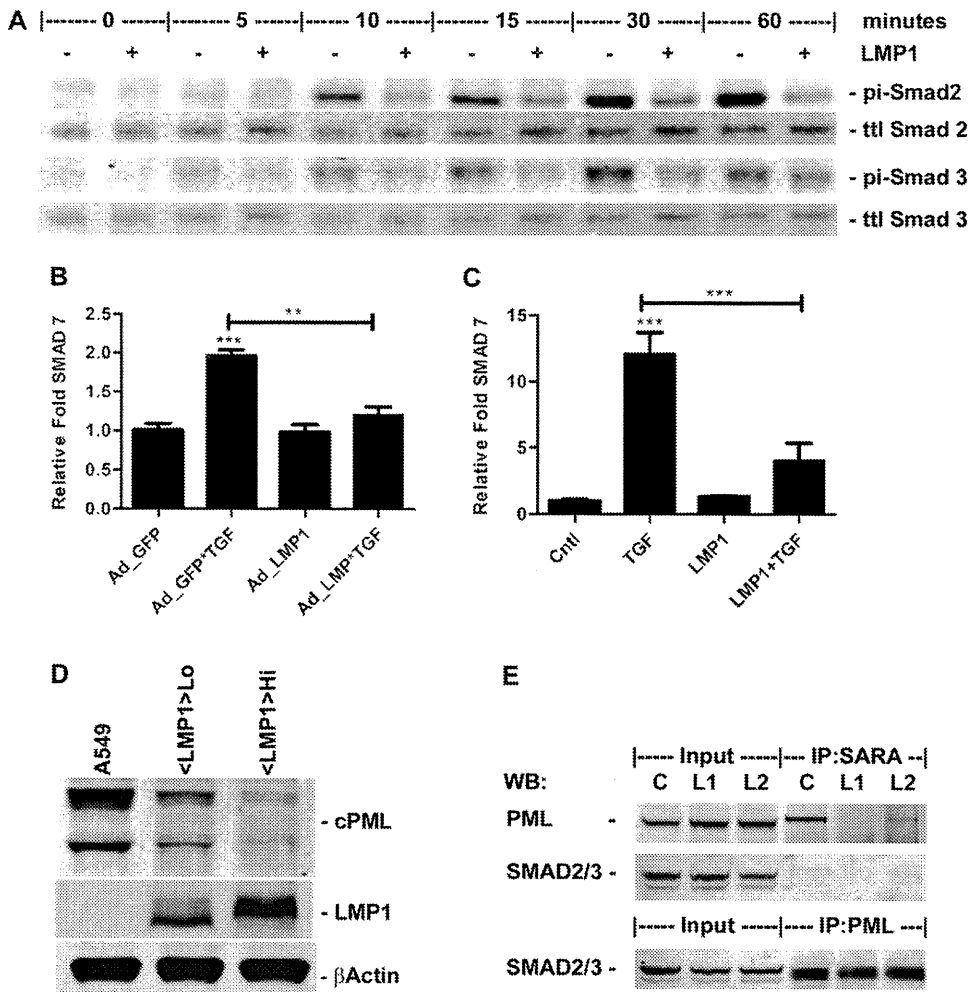 A |------ 0 ------|------ 5 ------|------ 10 ------|------ 15 ------|------ 30 ------|------ 60 ------| minutes
- + - + - + - + - + - + LMP1
- pi-Smad2
- ttl Smad 2
- pi-Smad 3
- ttl Smad 3
B
**
***
Relative Fold SMAD 7
2.5
2.0
1.5
1.0
0.5
0.0
Ad_GFP
Ad_GFP*TGF
Ad_LMP1
Ad_LMP*TGF
C
***
***
Relative Fold SMAD 7
15
10
5
0
Cntl
TGF
LMP1
LMP1+TGF
D
A549
<LMP1>Lo
<LMP1>Hi
- cPML
- LMP1
- βActin
E
|------ Input ------|--- IP:SARA --|
WB: C L1 L2 C L1 L2
PML -
SMAD2/3 -
|------ Input ------|---- IP:PML ---|
SMAD2/3 -